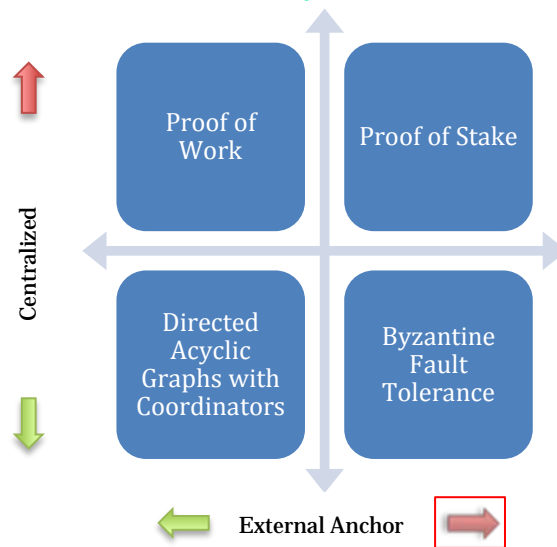 Proof of
Work
Proof of Stake
Centralized
Directed
Acyclic
Graphs with
Coordinators
Byzantine
Fault
Tolerance
External Anchor